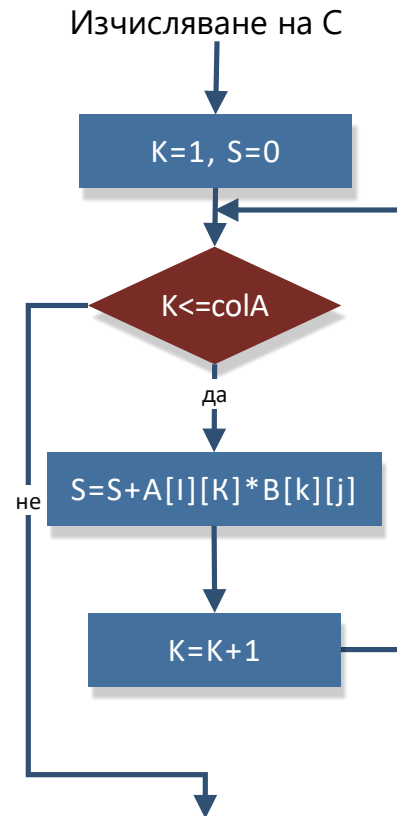 Изчисляване на C
K=1, S=0
K<=colA
да
S=S+A[I][K]*B[k][j]
не
K=K+1